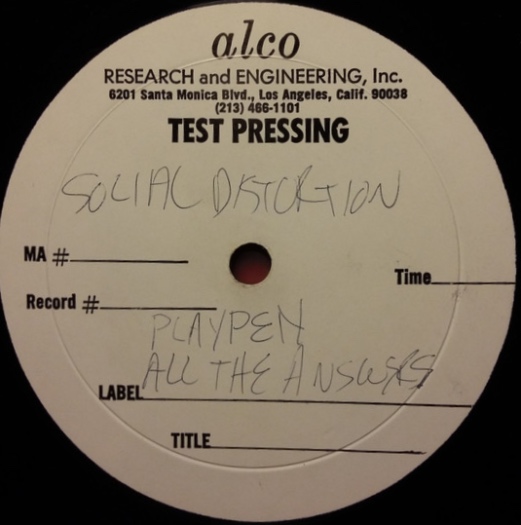 alco
RESEARCH and ENGINEERING, Inc.
6201 Santa Monica Blvd., Los Angeles, Calif. 90038
(213) 466-1101
TEST PRESSING
SOCIAL DISTORTION
MA #
Time
Record #
PLAYPEN
ALL THE ANSWERS
LABEL
TITLE